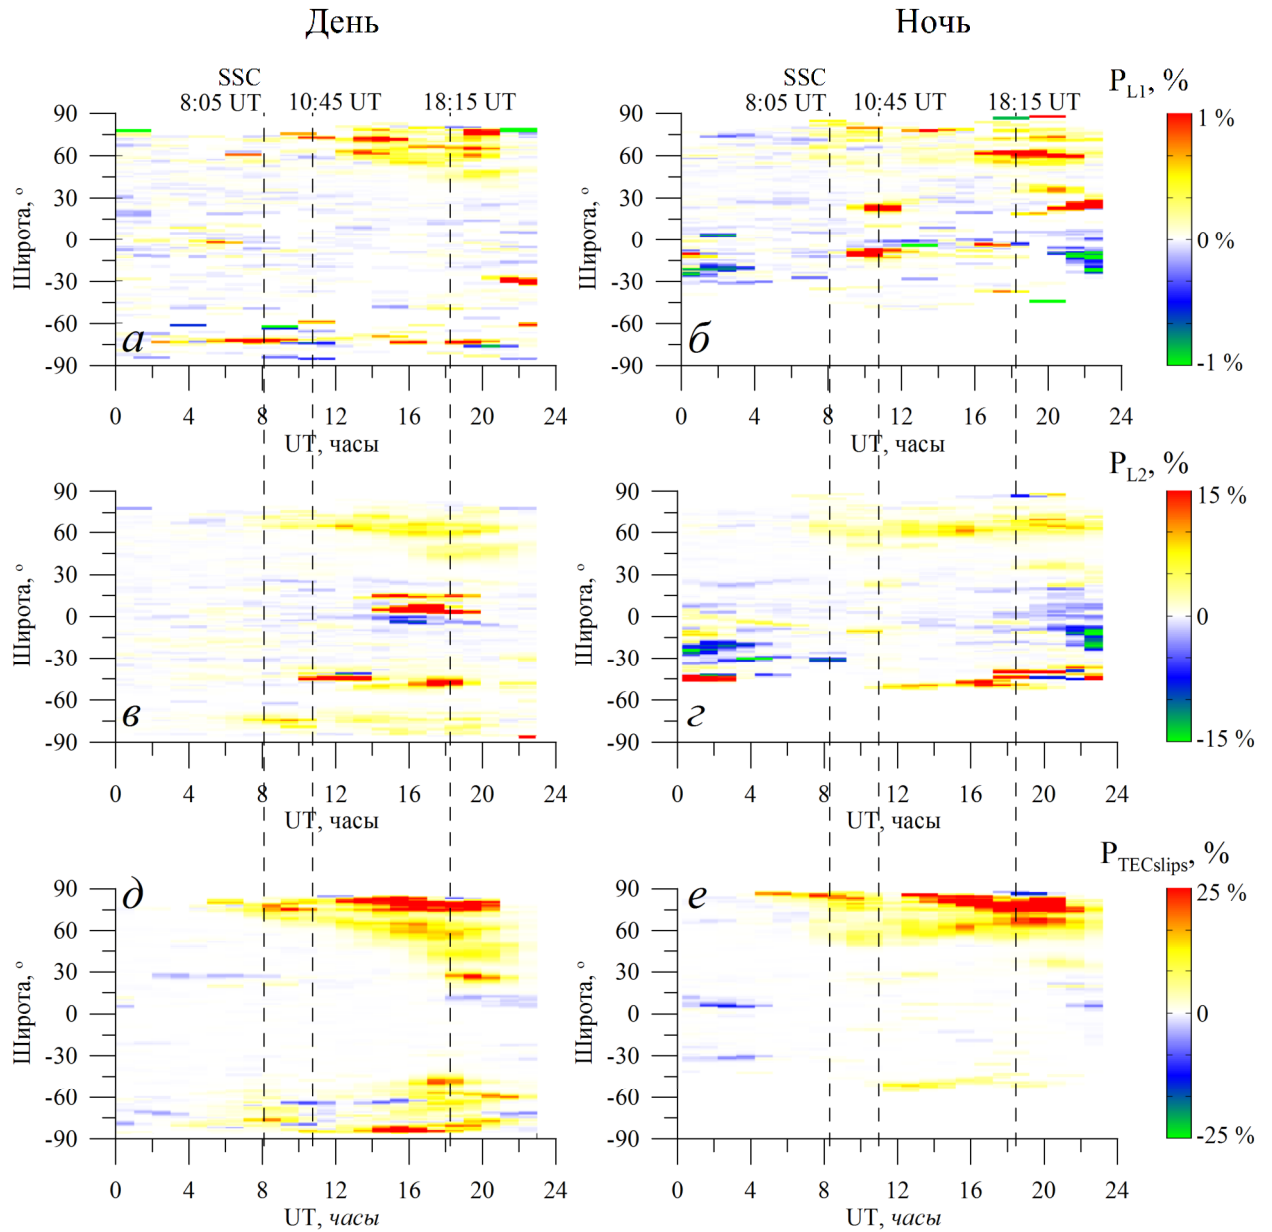 День Ночь
SSC SSC P_L1, %
8:05 UT 10:45 UT 18:15 UT 8:05 UT 10:45 UT 18:15 UT
90 90 1 %
60 60
30 30
Широта, ° 0 Широта, ° 0 0 %
-30 -30
-60 -60
-90 а -90 б -1 %
0 4 8 12 16 20 24 0 4 8 12 16 20 24
UT, часы UT, часы
P_L2, %
90 90 15 %
60 60
30 30
Широта, ° 0 Широта, ° 0 0
-30 -30
-60 -60
-90 в -90 г -15 %
0 4 8 12 16 20 24 0 4 8 12 16 20 24
UT, часы UT, часы
P_TECslips, %
90 д 90 е 25 %
60 60
30 30
Широта, ° 0 Широта, ° 0 0
-30 -30
-60 -60
-90 -90 -25 %
0 4 8 12 16 20 24 0 4 8 12 16 20 24
UT, часы UT, часы